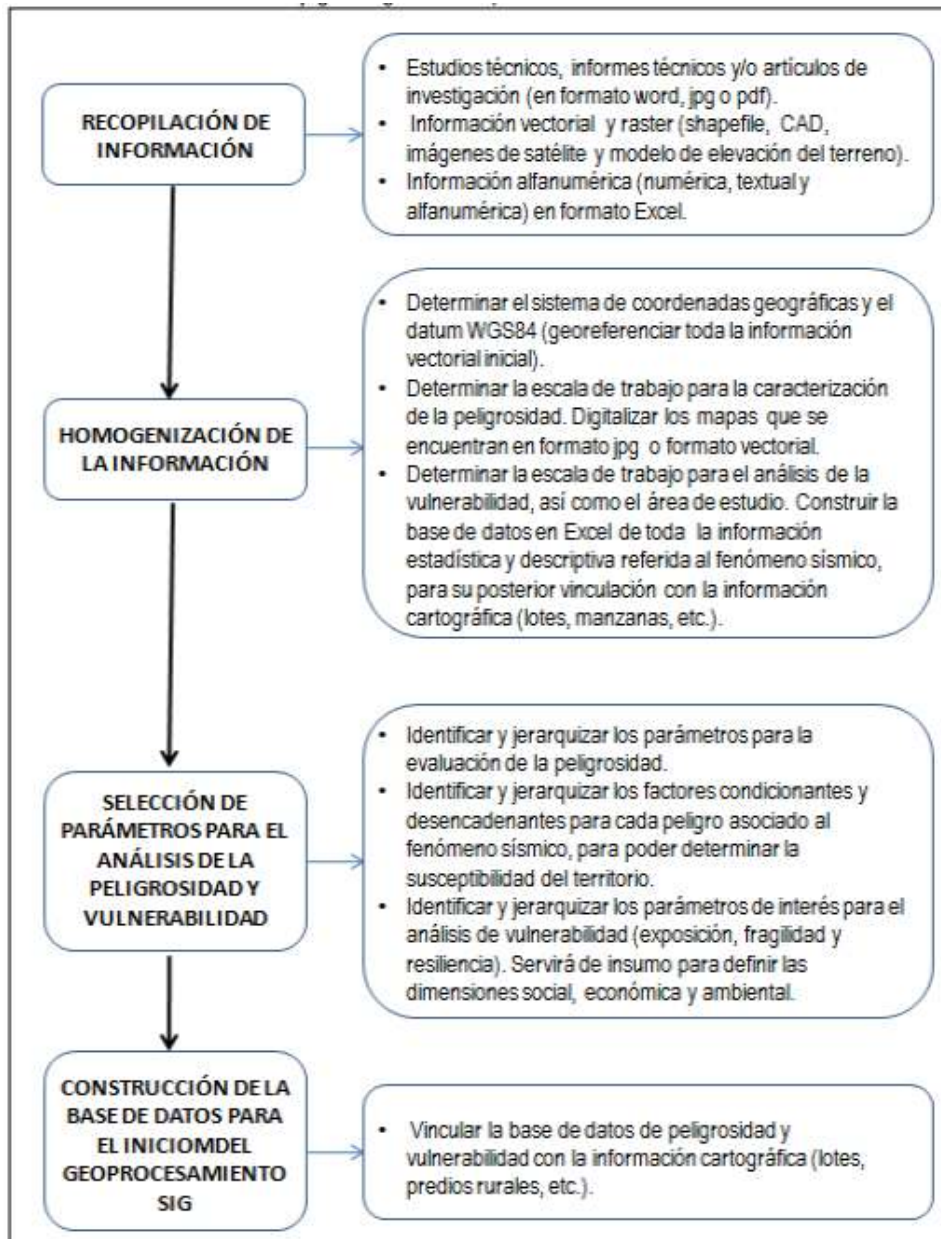 RECOPILACIÓN DE
INFORMACIÓN
• Estudios técnicos, informes técnicos y/o artículos de
investigación (en formato word, jpg o pdf).
• Información vectorial y raster (shapefile, CAD,
imágenes de satélite y modelo de elevación del terreno).
• Información alfanumérica (numérica, textual y
alfanumérica) en formato Excel.
HOMOGENIZACIÓN DE
LA INFORMACIÓN
• Determinar el sistema de coordenadas geográficas y el
datum WGS84 (georeferenciar toda la información
vectorial inicial).
• Determinar la escala de trabajo para la caracterización
de la peligrosidad. Digitalizar los mapas que se
encuentran en formato jpg o formato vectorial.
• Determinar la escala de trabajo para el análisis de la
vulnerabilidad, así como el área de estudio. Construir la
base de datos en Excel de toda la información
estadística y descriptiva referida al fenómeno sísmico,
para su posterior vinculación con la información
cartográfica (lotes, manzanas, etc.).
SELECCIÓN DE
PARÁMETROS PARA EL
ANÁLISIS DE LA
PELIGROSIDAD Y
VULNERABILIDAD
• Identificar y jerarquizar los parámetros para la
evaluación de la peligrosidad.
• Identificar y jerarquizar los factores condicionantes y
desencadenantes para cada peligro asociado al
fenómeno sísmico, para poder determinar la
susceptibilidad del territorio.
• Identificar y jerarquizar los parámetros de interés para el
análisis de vulnerabilidad (exposición, fragilidad y
resiliencia). Servirá de insumo para definir las
dimensiones social, económica y ambiental.
CONSTRUCCIÓN DE LA
BASE DE DATOS PARA
EL INICIOMDEL
GEOPROCESAMIENTO
SIG
• Vincular la base de datos de peligrosidad y
vulnerabilidad con la información cartográfica (lotes,
predios rurales, etc.).